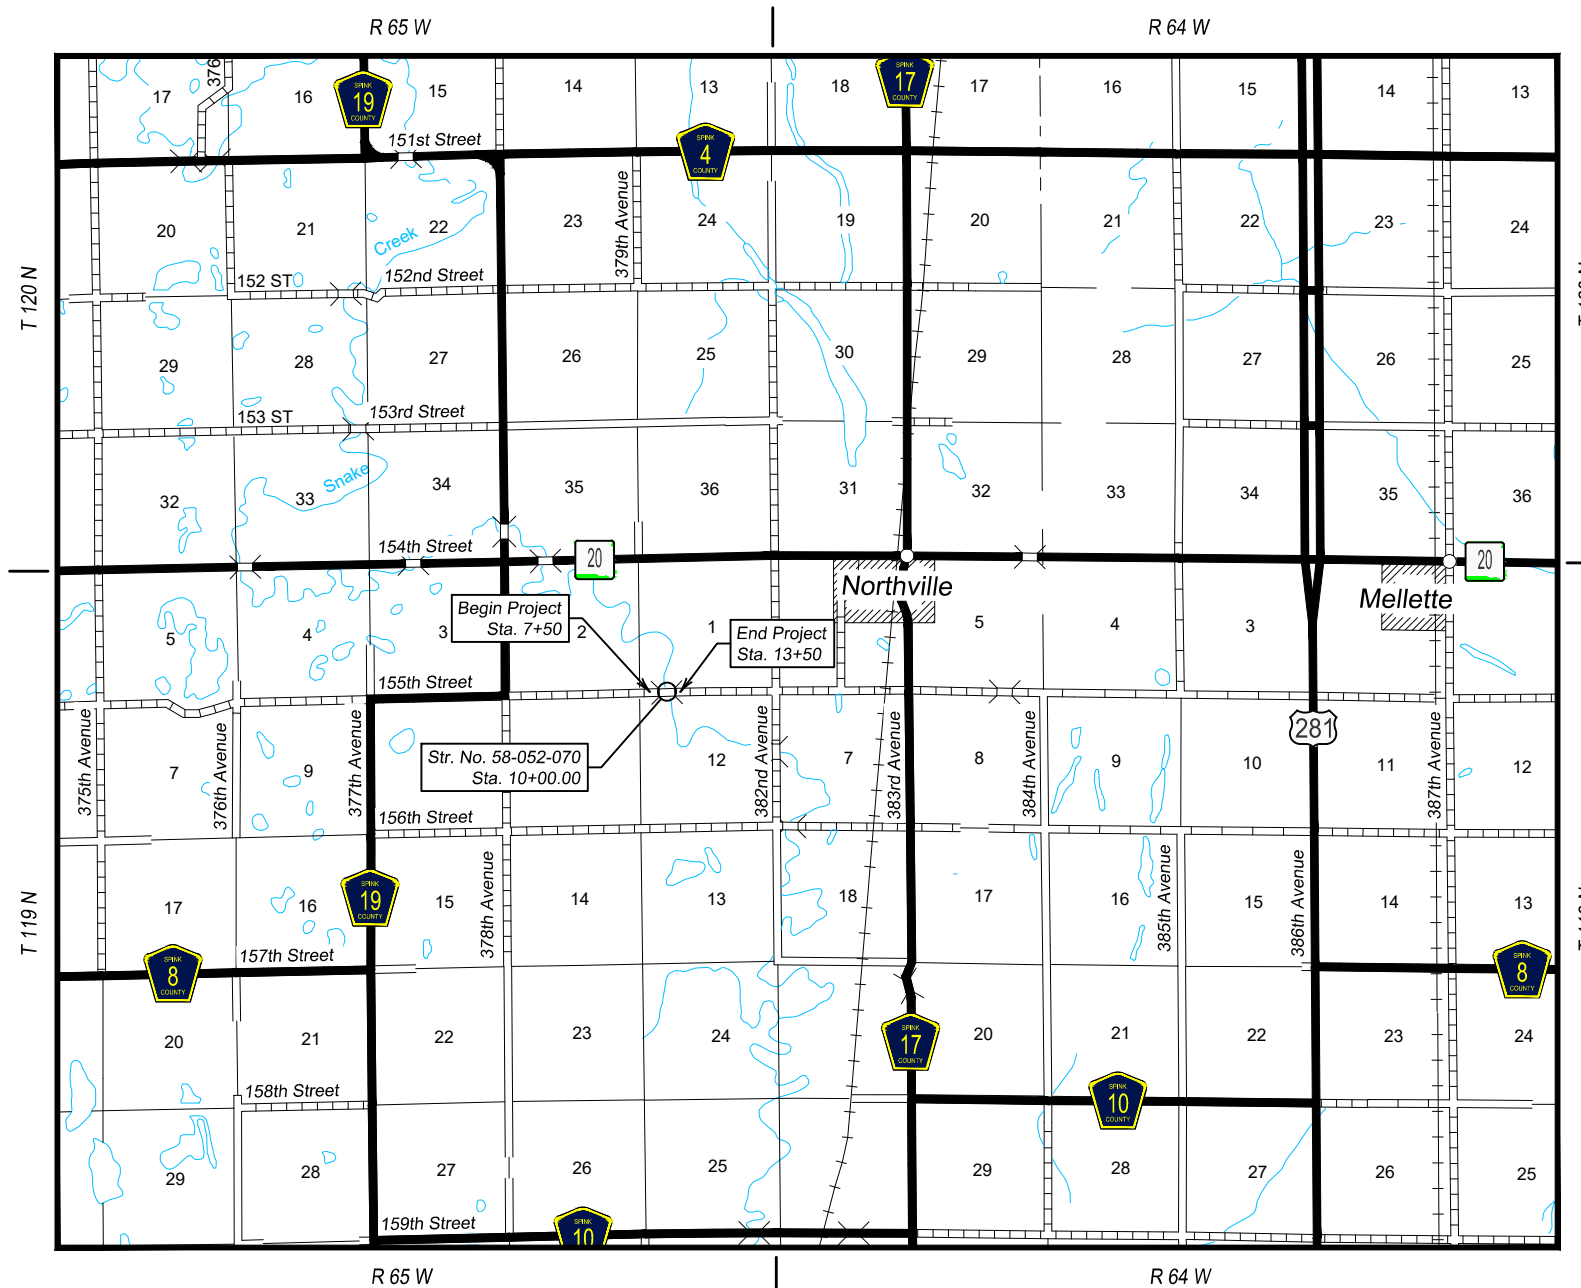 R 65 W
R 64 W
376
17
16
SPINK
19
COUNTY
15
14
13
18
SPINK
17
COUNTY
17
16
15
14
13
151st Street
SPINK
4
COUNTY
20
21
22
23
379th Avenue
24
19
20
21
22
23
24
Creek
152 ST
152nd Street
T 120 N
29
28
27
26
25
30
29
28
27
26
25
153 ST
153rd Street
32
33
Snake
34
35
36
31
32
33
34
35
36
154th Street
20
20
Northville
Mellette
5
4
3
2
1
5
4
3
Begin Project
Sta. 7+50
End Project
Sta. 13+50
155th Street
375th Avenue
376th Avenue
377th Avenue
382nd Avenue
383rd Avenue
384th Avenue
387th Avenue
281
7
9
Str. No. 58-052-070
Sta. 10+00.00
12
7
8
9
10
11
12
156th Street
T 119 N
17
16
SPINK
19
COUNTY
15
378th Avenue
14
13
18
17
16
385th Avenue
15
386th Avenue
14
13
SPINK
8
COUNTY
157th Street
SPINK
8
COUNTY
20
21
22
23
24
SPINK
17
COUNTY
20
21
22
23
24
158th Street
SPINK
10
COUNTY
29
28
27
26
25
29
28
27
26
25
159th Street
SPINK
10
R 65 W
R 64 W